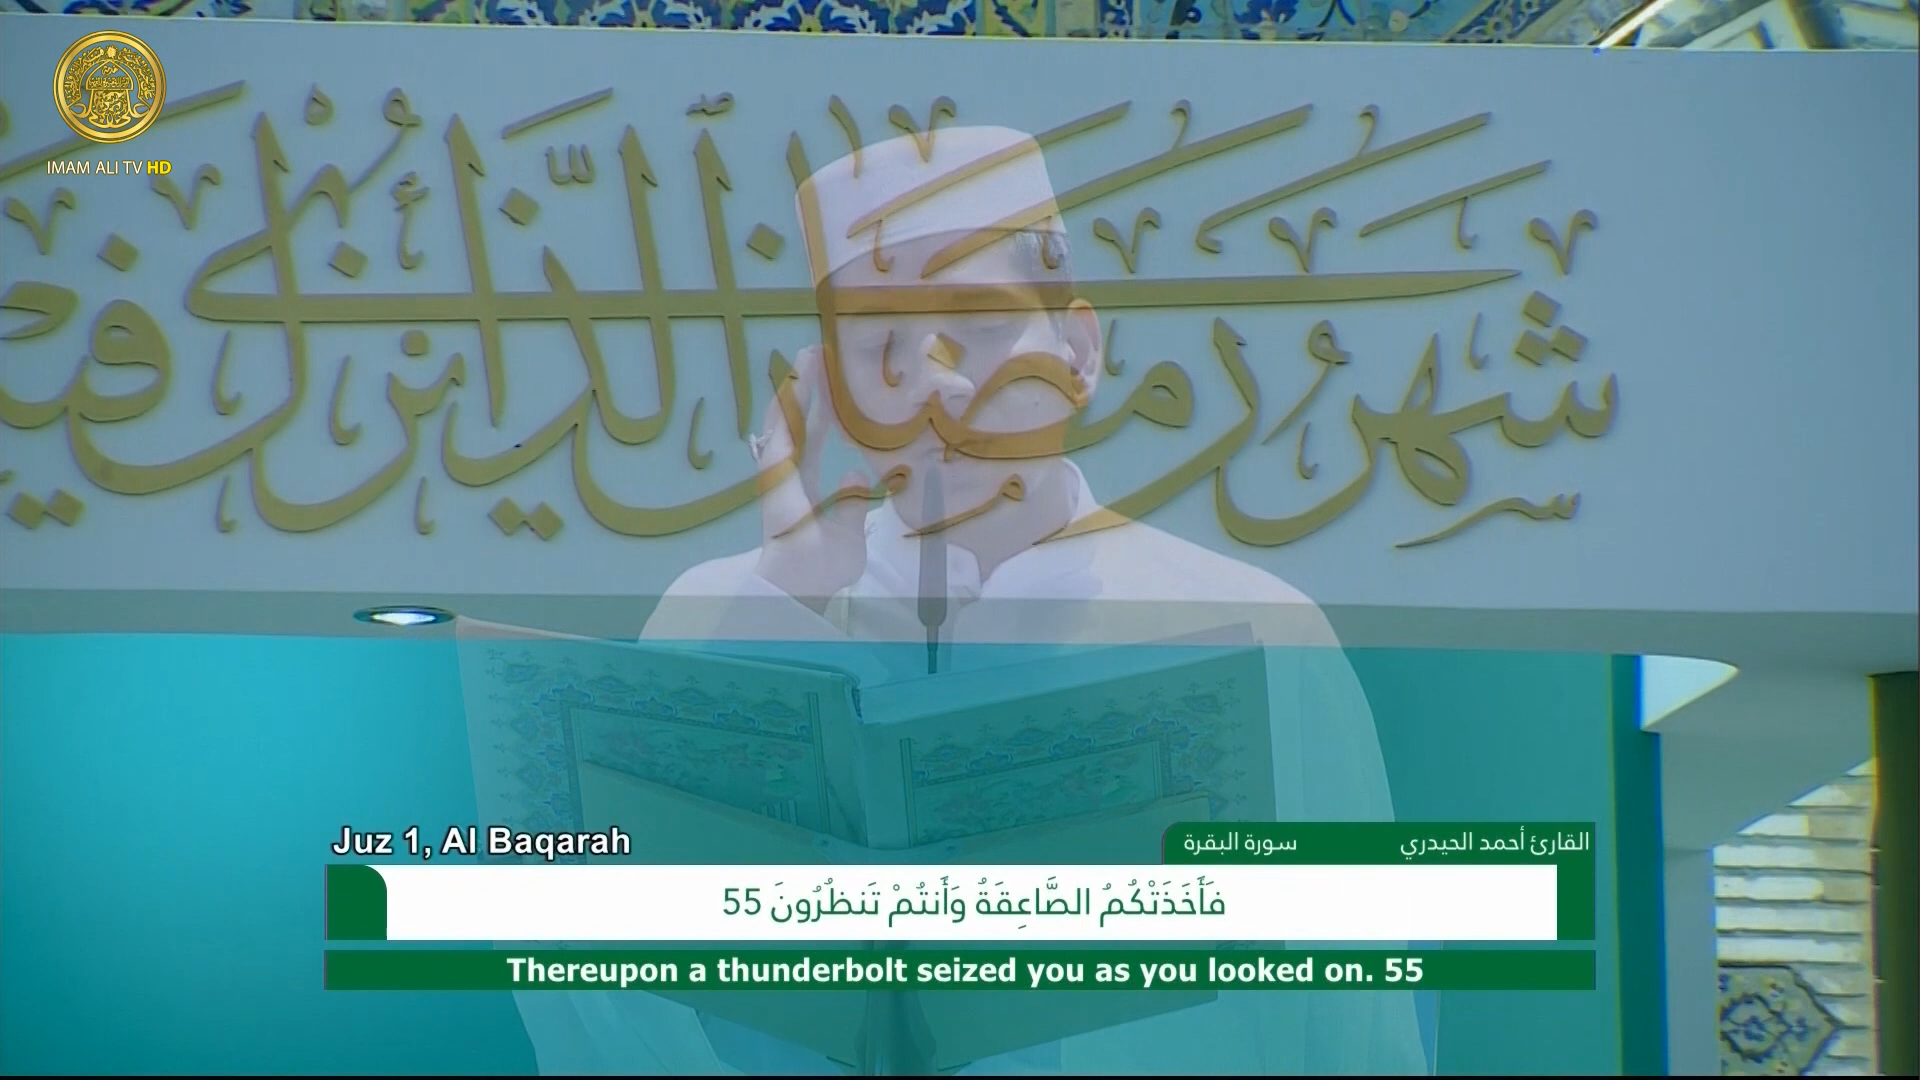 IMAM ALI TV HD
شهر رمضان الذي أنزل في
Juz 1, Al Baqarah
القارئ أحمد الحيدري
سورة البقرة
فَأَخَذَتْكُمُ الصَّاعِقَةُ وَأَنتُمْ تَنظُرُونَ 55
Thereupon a thunderbolt seized you as you looked on. 55